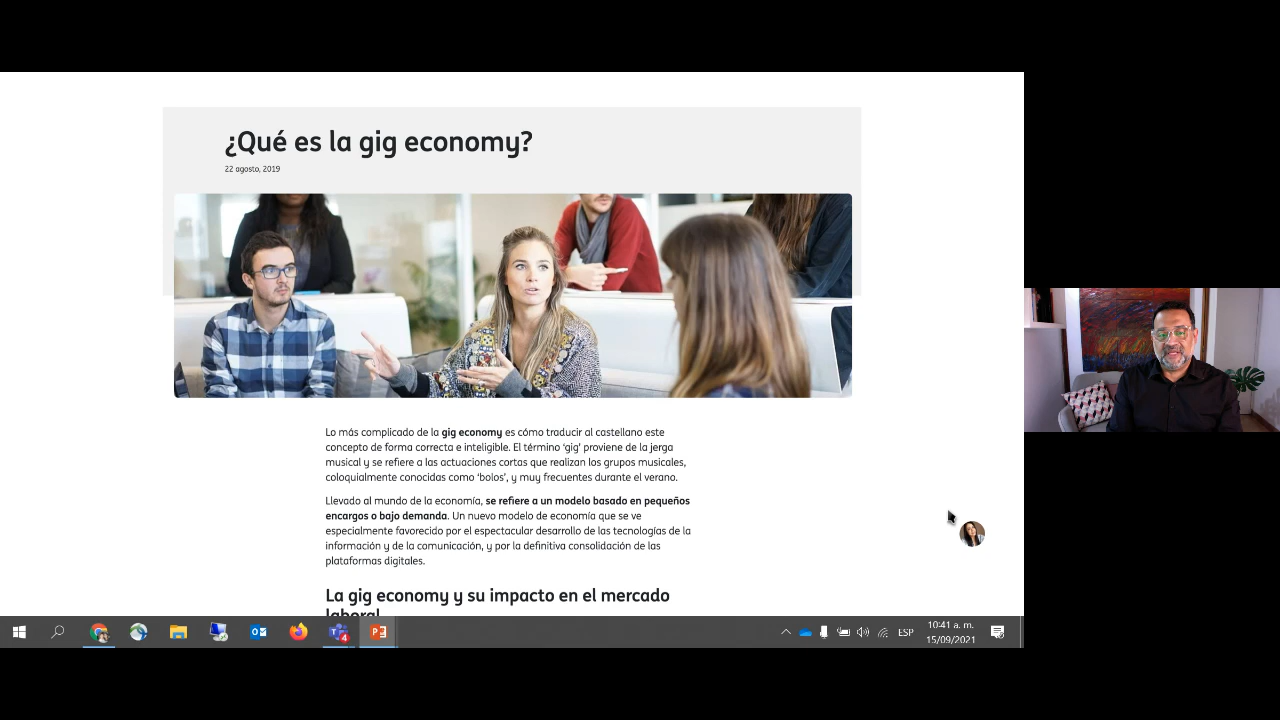 ¿Qué es la gig economy?
22 agosto, 2019
Lo más complicado de la gig economy es cómo traducir al castellano este
concepto de forma correcta e inteligible. El término ‘gig’ proviene de la jerga
musical y se refiere a las actuaciones cortas que realizan los grupos musicales,
coloquialmente conocidas como ‘bolos’, y muy frecuentes durante el verano.
Llevado al mundo de la economía, se refiere a un modelo basado en pequeños
encargos o bajo demanda. Un nuevo modelo de economía que se ve
especialmente favorecido por el espectacular desarrollo de las tecnologías de la
información y de la comunicación, y por la definitiva consolidación de las
plataformas digitales.
La gig economy y su impacto en el mercado
laboral
4
ESP
10:41 a. m.
15/09/2021